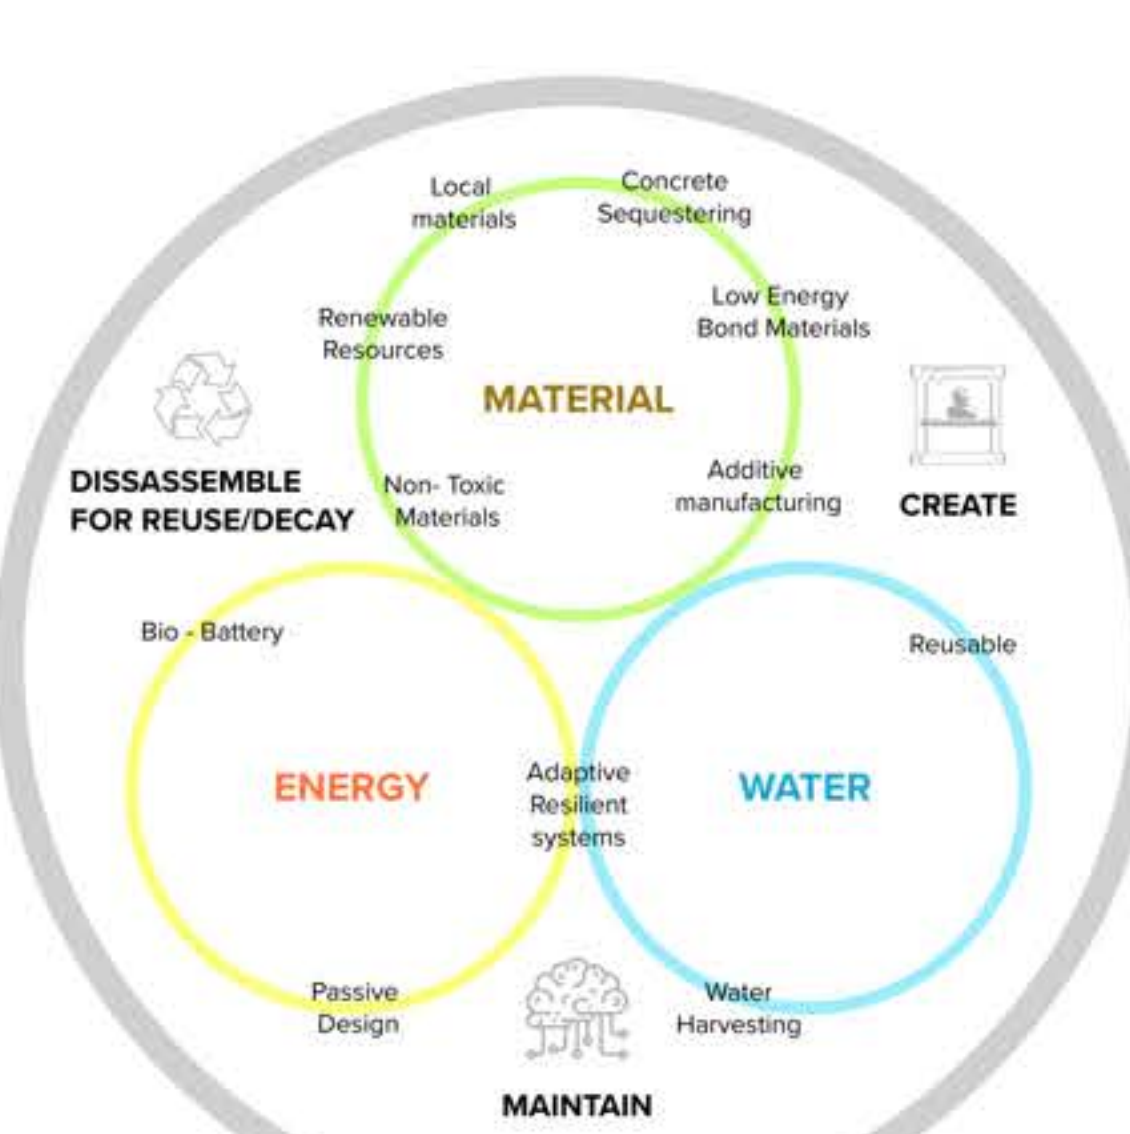 Local
materials
Concrete
Sequestering
Renewable
Resources
Low Energy
Bond Materials
MATERIAL
DISSASSEMBLE
FOR REUSE/DECAY
Non- Toxic
Materials
Additive
manufacturing
CREATE
Bio - Battery
Reusable
ENERGY
Adaptive
Resilient
systems
WATER
Passive
Design
Water
Harvesting
MAINTAIN